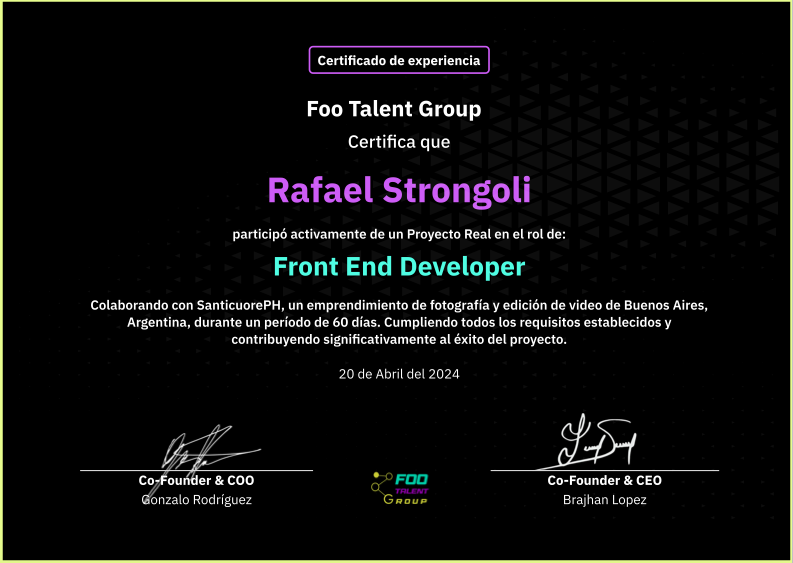 Certificado de experiencia
Foo Talent Group
Certifica que
Rafael Strongoli
participó activamente de un Proyecto Real en el rol de:
Front End Developer
Colaborando con SanticuorePH, un emprendimiento de fotografía y edición de video de Buenos Aires,
Argentina, durante un período de 60 días. Cumpliendo todos los requisitos establecidos y
contribuyendo significativamente al éxito del proyecto.
20 de Abril del 2024
Co-Founder & COO
Gonzalo Rodríguez
FOO
TALENT
GROUP
Co-Founder & CEO
Brajhan Lopez